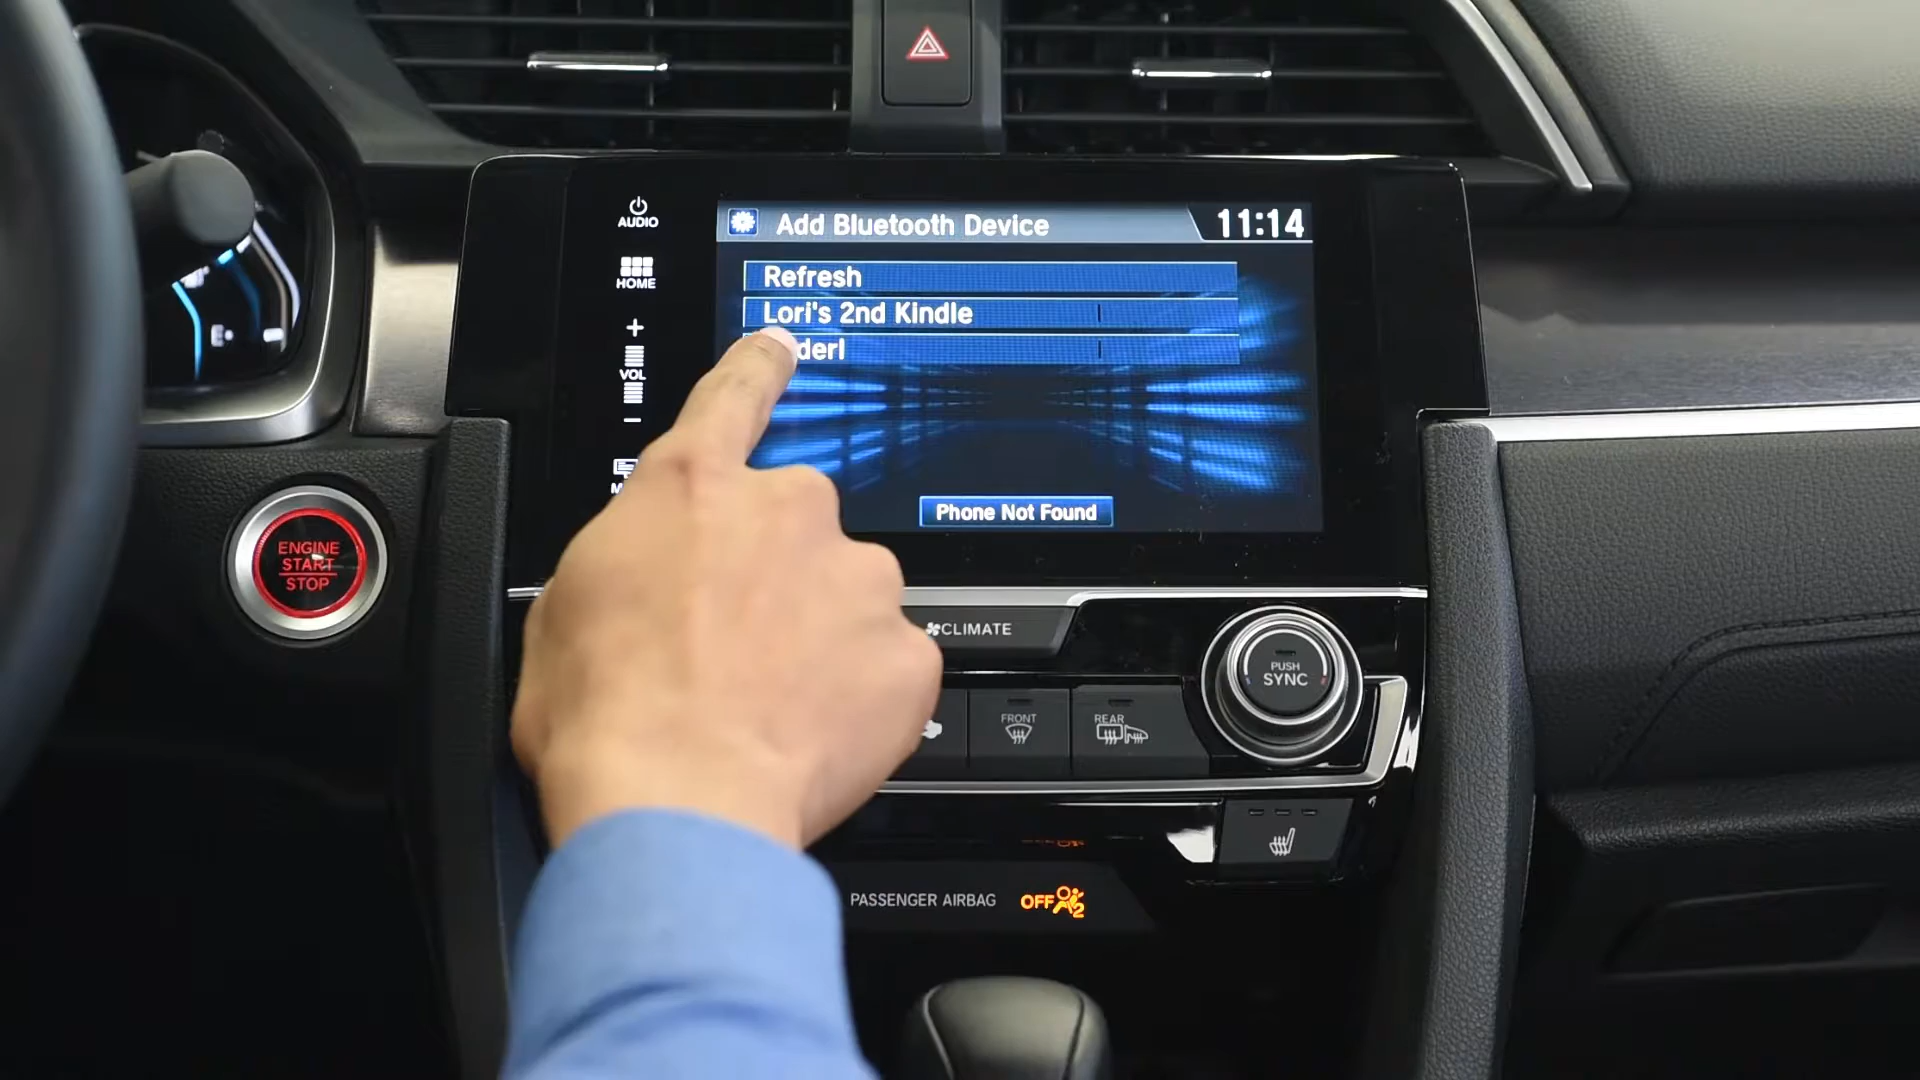 AUDIO
Add Bluetooth Device
11:14
HOME
Refresh
Lori's 2nd Kindle
VOL
Phone Not Found
ENGINE
START
STOP
CLIMATE
PUSH
SYNC
FRONT
REAR
PASSENGER AIRBAG
OFF
2